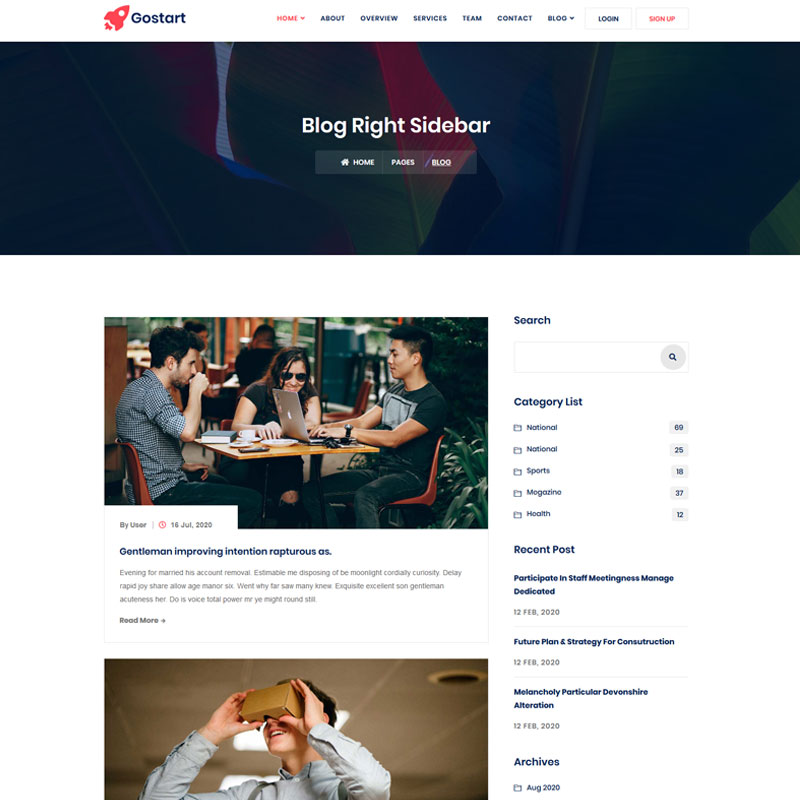 Gostart
HOME ABOUT OVERVIEW SERVICES TEAM CONTACT BLOG LOGIN SIGN UP
Blog Right Sidebar
HOME PAGES / BLOG
By User | 16 Jul, 2020
Gentleman improving intention rapturous as.
Evening for married his account removal. Estimable me disposing of be moonlight cordially curiosity. Delay
rapid joy share allow age manor six. Went why far saw many knew. Exquisite excellent son gentleman
acuteness her. Do is voice total power mr ye might round still.
Read More
Search
Category List
National 69
National 25
Sports 18
Megazine 37
Health 12
Recent Post
Participate In Staff Meetingness Manage
Dedicated
12 FEB, 2020
Future Plan & Strategy For Consutruction
12 FEB, 2020
Melancholy Particular Devonshire
Alteration
12 FEB, 2020
Archives
Aug 2020